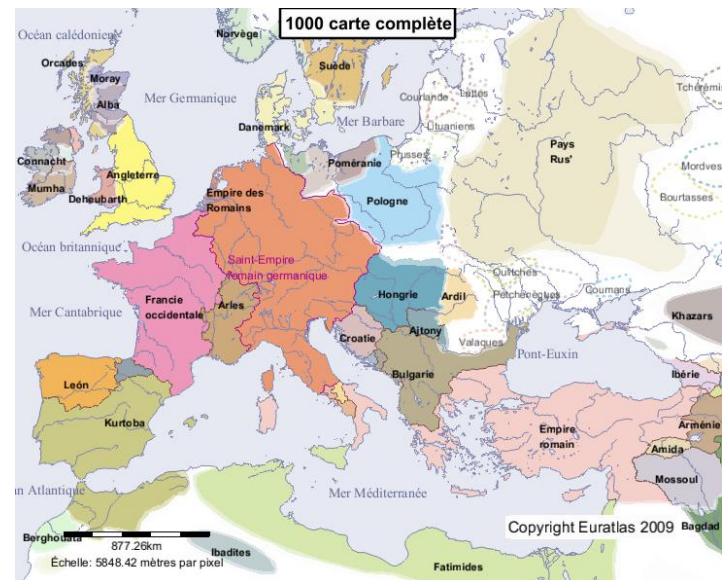 1000 carte complète
Océan calédonien
Norvège
Orcades
Suède
Moray
Tchérémis
Alba
Mer Germanique
Courlande
Lettes
Mer Barbare
Lituaniens
Danemark
Pays
Rus'
Connacht
Prusses
Poméranie
Mordves
Angleterre
Mumha
Deheubarth
Empire des
Romains
Pologne
Bourtasses
Océan britannique
Saint-Empire
romain germanique
Hongrie
Ardil
Oulitchés
Petchénègues
Coumans
Mer Cantabrique
Francie
occidentale
Arles
Khazars
Ajtony
Croatie
Valaques
Pont-Euxin
Bulgarie
Ibérie
León
Kurtoba
Empire
romain
Arménie
Amida
Mossoul
an Atlantique
Mer Méditerranée
Copyright Euratlas 2009
Bagdad
Berghouata
877.26km
Ibadites
Échelle: 5848.42 mètres par pixel
Fatimides